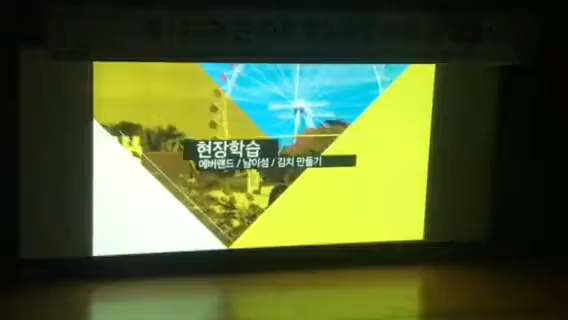 현장학습
에버랜드 / 남이섬 / 김치 만들기